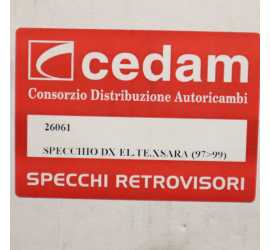 cedam
Consorzio Distribuzione Autoricambi
26061
SPECCHIO DX EL.TE.XSARA (97>99)
SPECCHI RETROVISORI